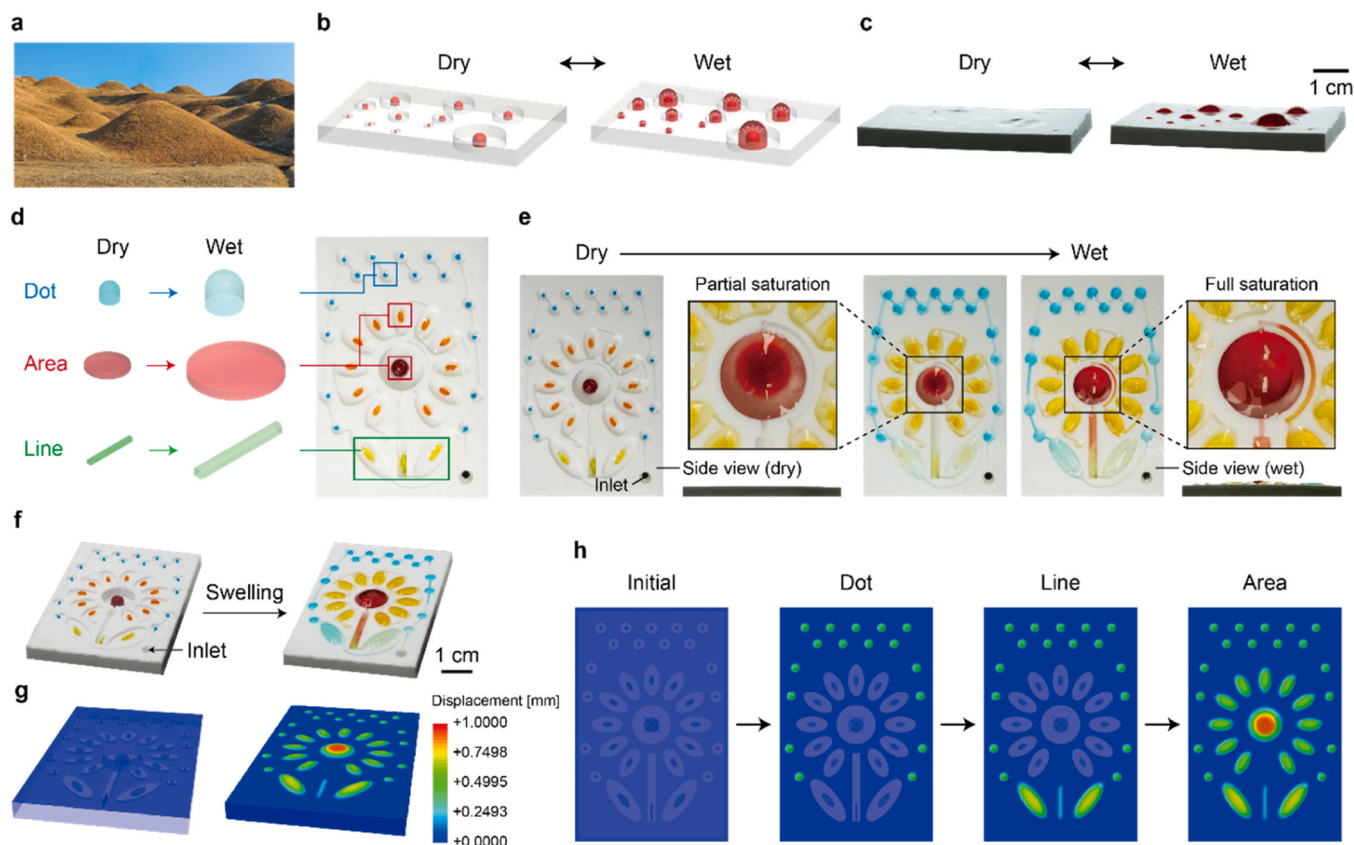 a
b
Dry
Wet
c
Dry
Wet
1 cm
d
Dry
Wet
Dot
Area
Line
e
Dry
Wet
Partial saturation
Full saturation
Side view (dry)
Inlet
Side view (wet)
f
Swelling
Inlet
1 cm
g
Displacement [mm]
+1.0000
+0.7498
+0.4995
+0.2493
+0.0000
h
Initial
Dot
Line
Area